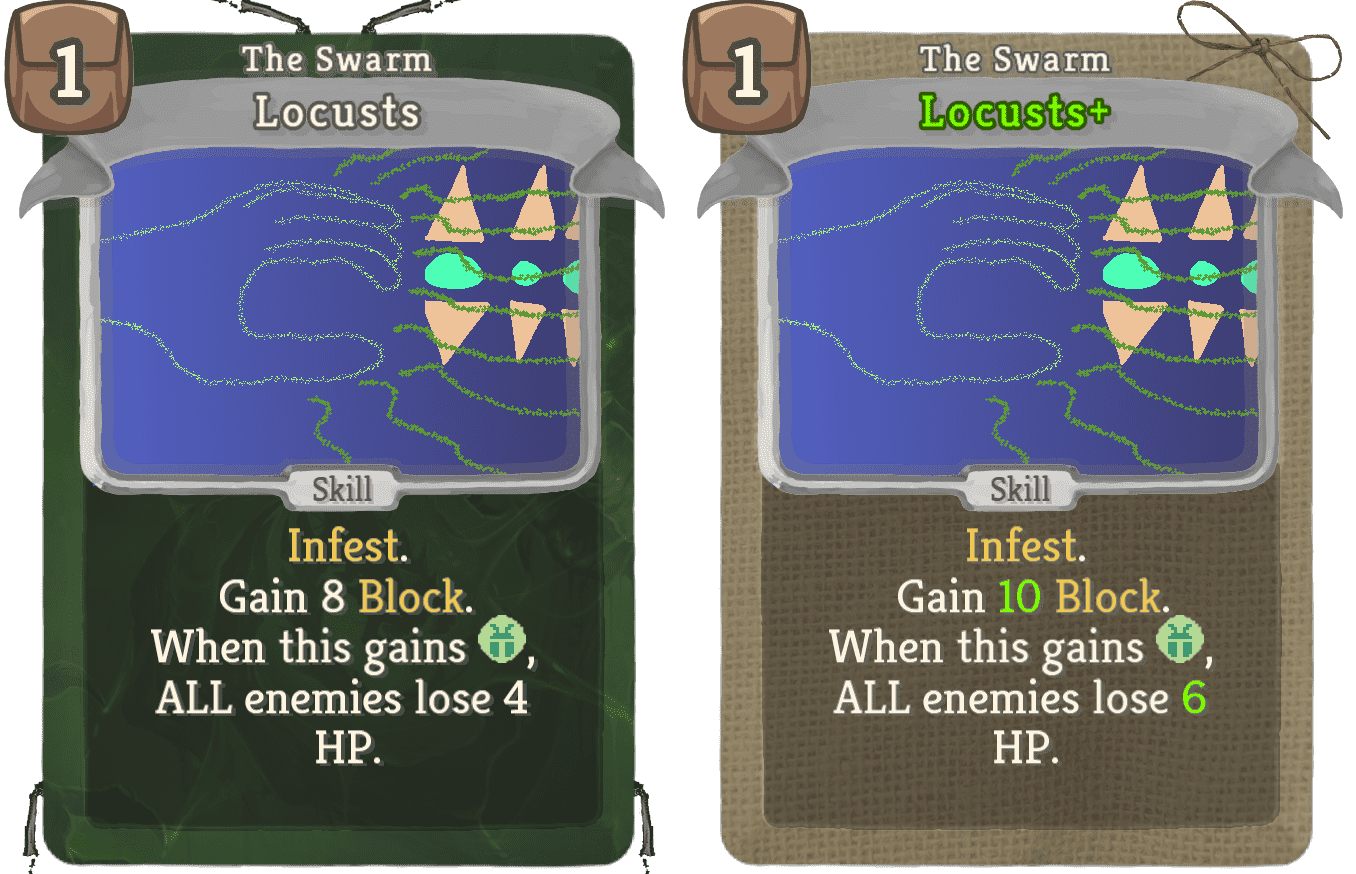 1
The Swarm
Locusts
Skill
Infest.
Gain 8 Block.
When this gains ,
ALL enemies lose 4
HP.
1
The Swarm
Locusts+
Skill
Infest.
Gain 10 Block.
When this gains ,
ALL enemies lose 6
HP.